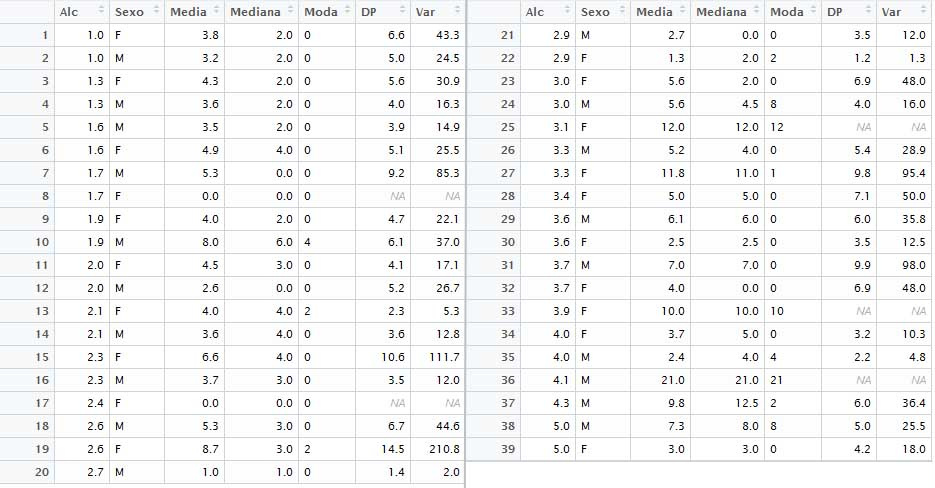 Alc Sexo Media Mediana Moda DP Var
1 1.0 F 3.8 2.0 0 6.6 43.3
2 1.0 M 3.2 2.0 0 5.0 24.5
3 1.3 F 4.3 2.0 0 5.6 30.9
4 1.3 M 3.6 2.0 0 4.0 16.3
5 1.6 M 3.5 2.0 0 3.9 14.9
6 1.6 F 4.9 4.0 0 5.1 25.5
7 1.7 M 5.3 0.0 0 9.2 85.3
8 1.7 F 0.0 0.0 0 NA NA
9 1.9 F 4.0 2.0 0 4.7 22.1
10 1.9 M 8.0 6.0 4 6.1 37.0
11 2.0 F 4.5 3.0 0 4.1 17.1
12 2.0 M 2.6 0.0 0 5.2 26.7
13 2.1 F 4.0 4.0 2 2.3 5.3
14 2.1 M 3.6 4.0 0 3.6 12.8
15 2.3 F 6.6 4.0 0 10.6 111.7
16 2.3 M 3.7 3.0 0 3.5 12.0
17 2.4 F 0.0 0.0 0 NA NA
18 2.6 M 5.3 3.0 0 6.7 44.6
19 2.6 F 8.7 3.0 2 14.5 210.8
20 2.7 M 1.0 1.0 0 1.4 2.0
Alc Sexo Media Mediana Moda DP Var
21 2.9 M 2.7 0.0 0 3.5 12.0
22 2.9 F 1.3 2.0 2 1.2 1.3
23 3.0 F 5.6 2.0 0 6.9 48.0
24 3.0 M 5.6 4.5 8 4.0 16.0
25 3.1 F 12.0 12.0 12 NA NA
26 3.3 M 5.2 4.0 0 5.4 28.9
27 3.3 F 11.8 11.0 1 9.8 95.4
28 3.4 F 5.0 5.0 0 7.1 50.0
29 3.6 M 6.1 6.0 0 6.0 35.8
30 3.6 F 2.5 2.5 0 3.5 12.5
31 3.7 M 7.0 7.0 0 9.9 98.0
32 3.7 F 4.0 0.0 0 6.9 48.0
33 3.9 F 10.0 10.0 10 NA NA
34 4.0 F 3.7 5.0 0 3.2 10.3
35 4.0 M 2.4 4.0 4 2.2 4.8
36 4.1 M 21.0 21.0 21 NA NA
37 4.3 M 9.8 12.5 2 6.0 36.4
38 5.0 M 7.3 8.0 8 5.0 25.5
39 5.0 F 3.0 3.0 0 4.2 18.0